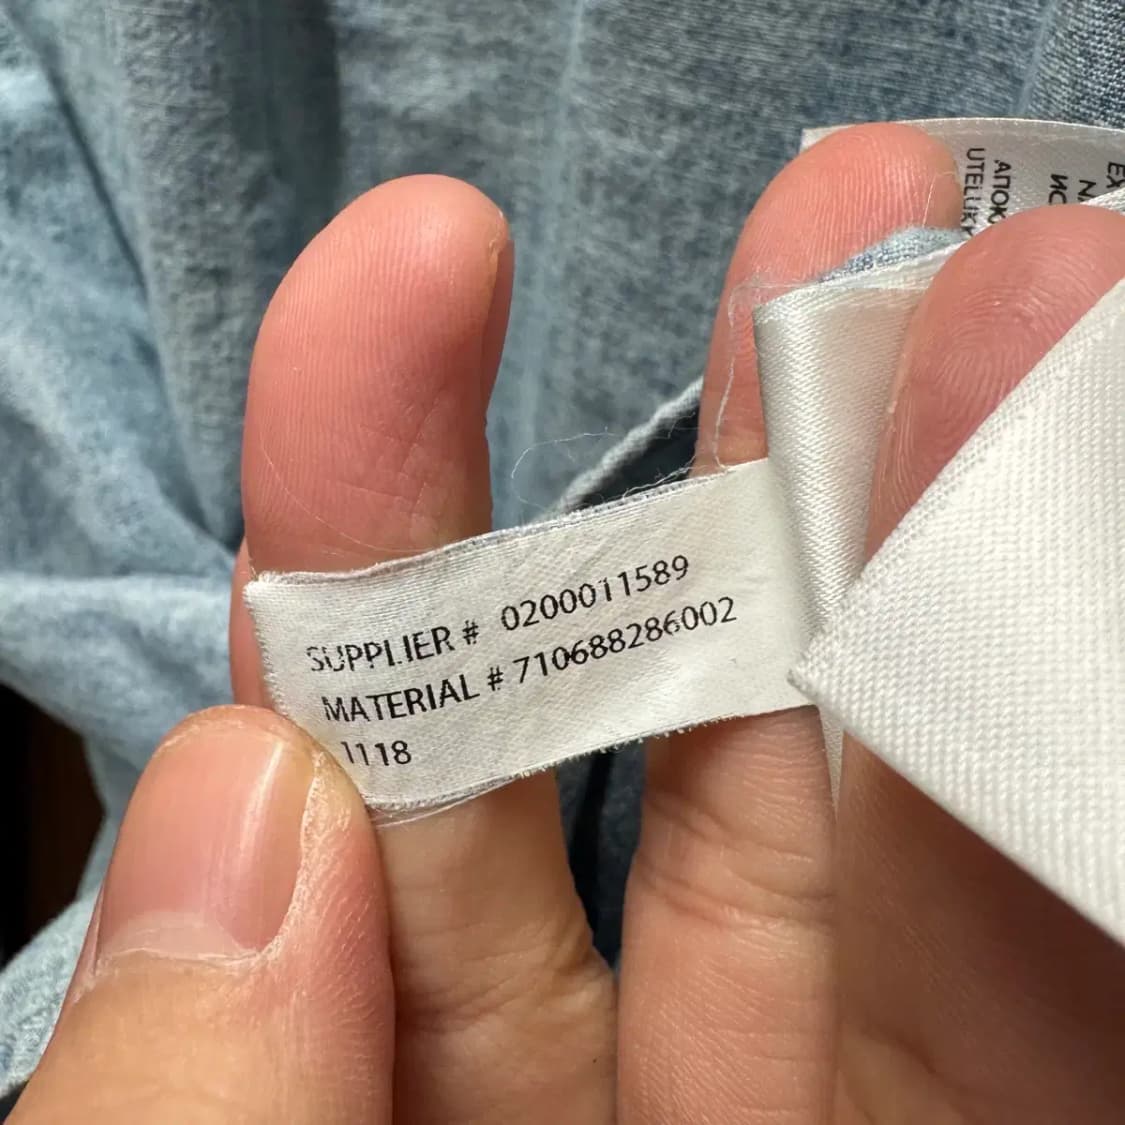 SUPPLIER # 0200011589
MATERIAL # 710688286002
1118